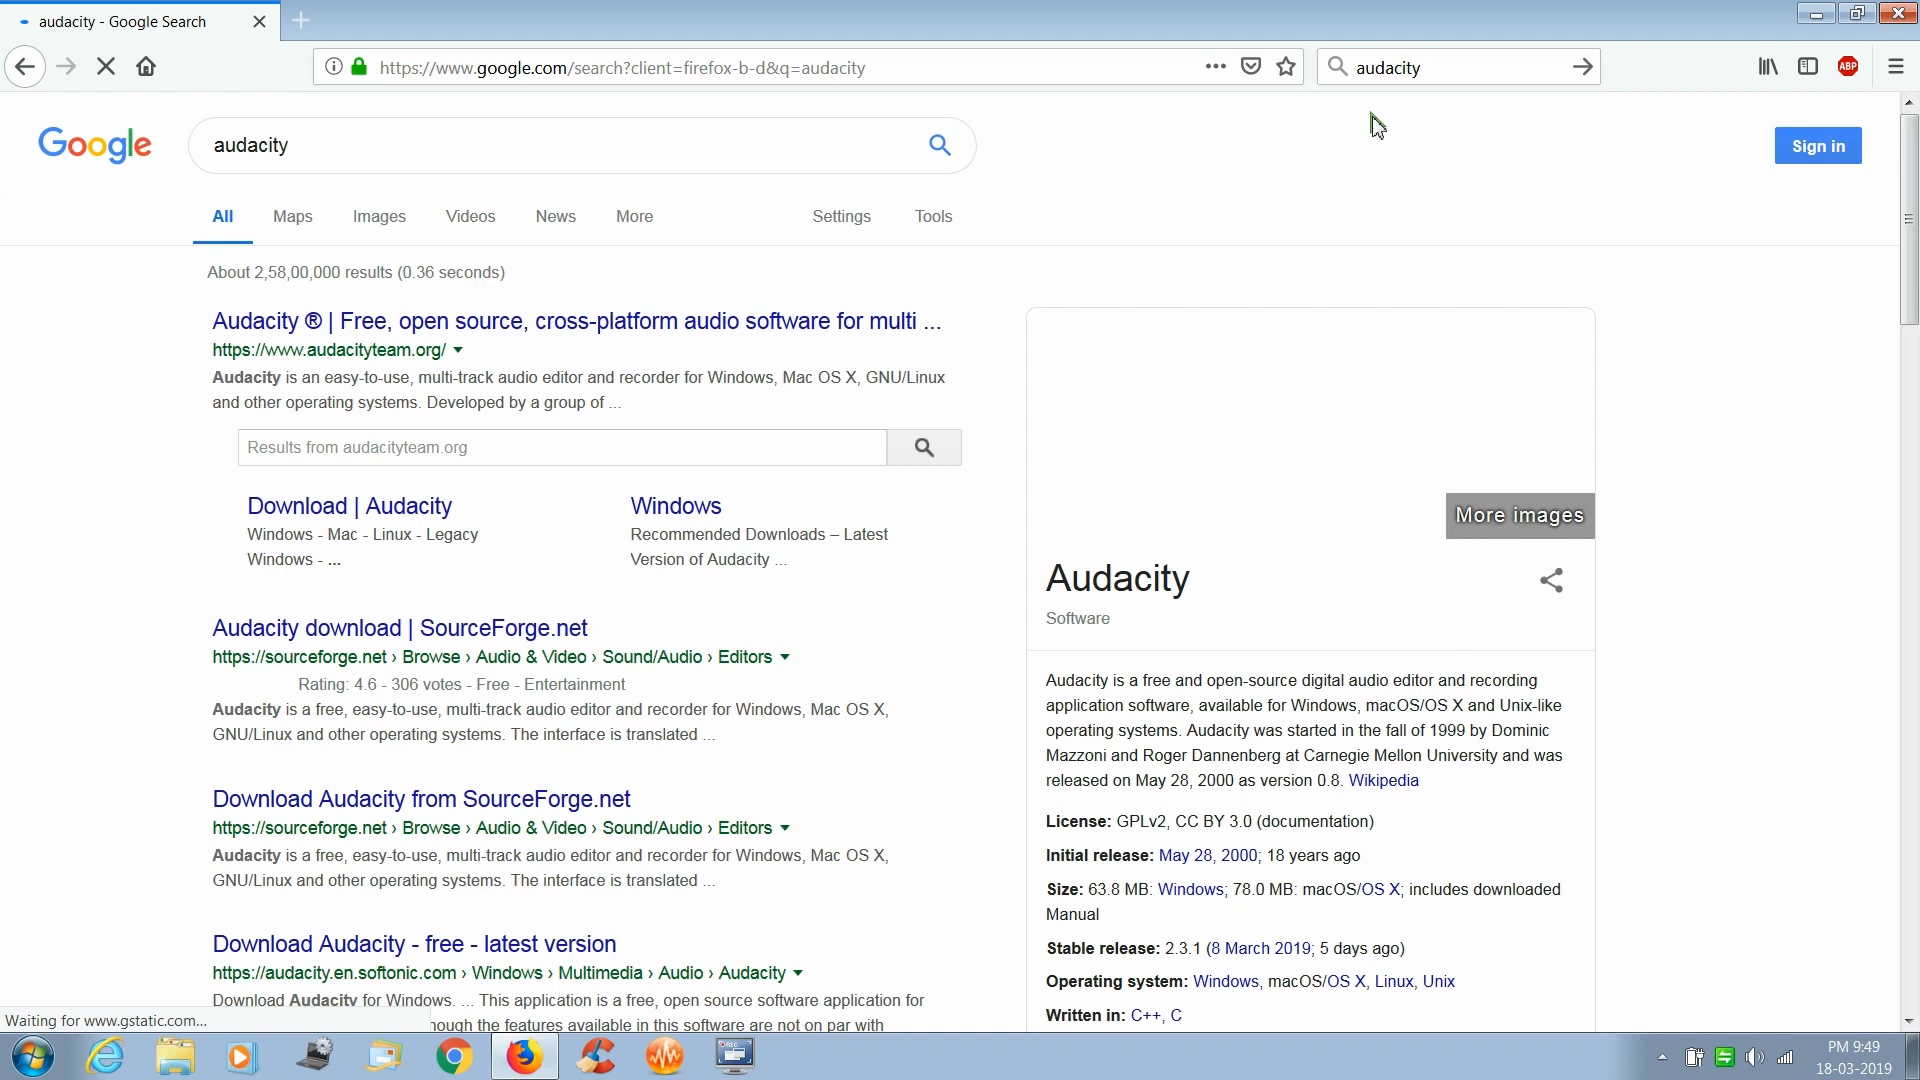 audacity - Google Search
https://www.google.com/search?client=firefox-b-d&q=audacity
audacity
ABP
Google
audacity
Sign in
All
Maps
Images
Videos
News
More
Settings
Tools
About 2,58,00,000 results (0.36 seconds)
Audacity ® | Free, open source, cross-platform audio software for multi ...
https://www.audacityteam.org/
Audacity is an easy-to-use, multi-track audio editor and recorder for Windows, Mac OS X, GNU/Linux
and other operating systems. Developed by a group of ...
Results from audacityteam.org
Download | Audacity
Windows - Mac - Linux - Legacy
Windows - ...
Windows
Recommended Downloads – Latest
Version of Audacity ...
Audacity download | SourceForge.net
https://sourceforge.net › Browse › Audio & Video › Sound/Audio › Editors
Rating: 4.6 - 306 votes - Free - Entertainment
Audacity is a free, easy-to-use, multi-track audio editor and recorder for Windows, Mac OS X,
GNU/Linux and other operating systems. The interface is translated ...
Download Audacity from SourceForge.net
https://sourceforge.net › Browse › Audio & Video › Sound/Audio › Editors
Audacity is a free, easy-to-use, multi-track audio editor and recorder for Windows, Mac OS X,
GNU/Linux and other operating systems. The interface is translated ...
Download Audacity - free - latest version
https://audacity.en.softonic.com › Windows › Multimedia › Audio › Audacity
Download Audacity for Windows. ... This application is a free, open source software application for
hough the features available in this software are not on par with
More images
Audacity
Software
Audacity is a free and open-source digital audio editor and recording
application software, available for Windows, macOS/OS X and Unix-like
operating systems. Audacity was started in the fall of 1999 by Dominic
Mazzoni and Roger Dannenberg at Carnegie Mellon University and was
released on May 28, 2000 as version 0.8. Wikipedia
License: GPLv2, CC BY 3.0 (documentation)
Initial release: May 28, 2000; 18 years ago
Size: 63.8 MB: Windows; 78.0 MB: macOS/OS X; includes downloaded
Manual
Stable release: 2.3.1 (8 March 2019; 5 days ago)
Operating system: Windows, macOS/OS X, Linux, Unix
Written in: C++, C
Waiting for www.gstatic.com...
REC
PM 9:49
18-03-2019